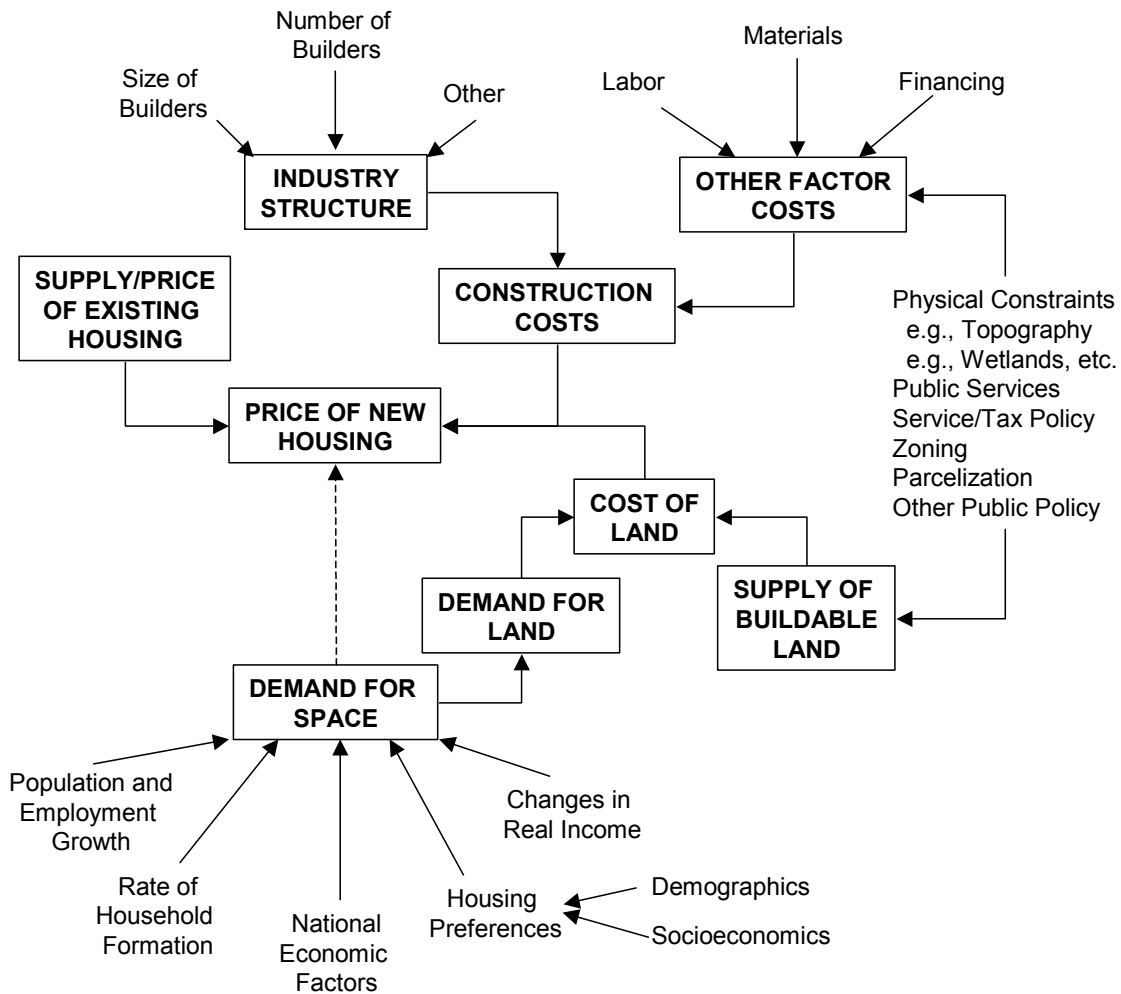 Number of
Builders
Materials
Size of
Builders
Other
Labor
Financing
INDUSTRY
STRUCTURE
OTHER FACTOR
COSTS
SUPPLY/PRICE
OF EXISTING
HOUSING
CONSTRUCTION
COSTS
Physical Constraints
e.g., Topography
e.g., Wetlands, etc.
Public Services
Service/Tax Policy
Zoning
Parcelization
Other Public Policy
PRICE OF NEW
HOUSING
COST OF
LAND
DEMAND FOR
LAND
SUPPLY OF
BUILDABLE
LAND
DEMAND FOR
SPACE
Population and
Employment
Growth
Changes in
Real Income
Rate of
Household
Formation
National
Economic
Factors
Housing
Preferences
Demographics
Socioeconomics